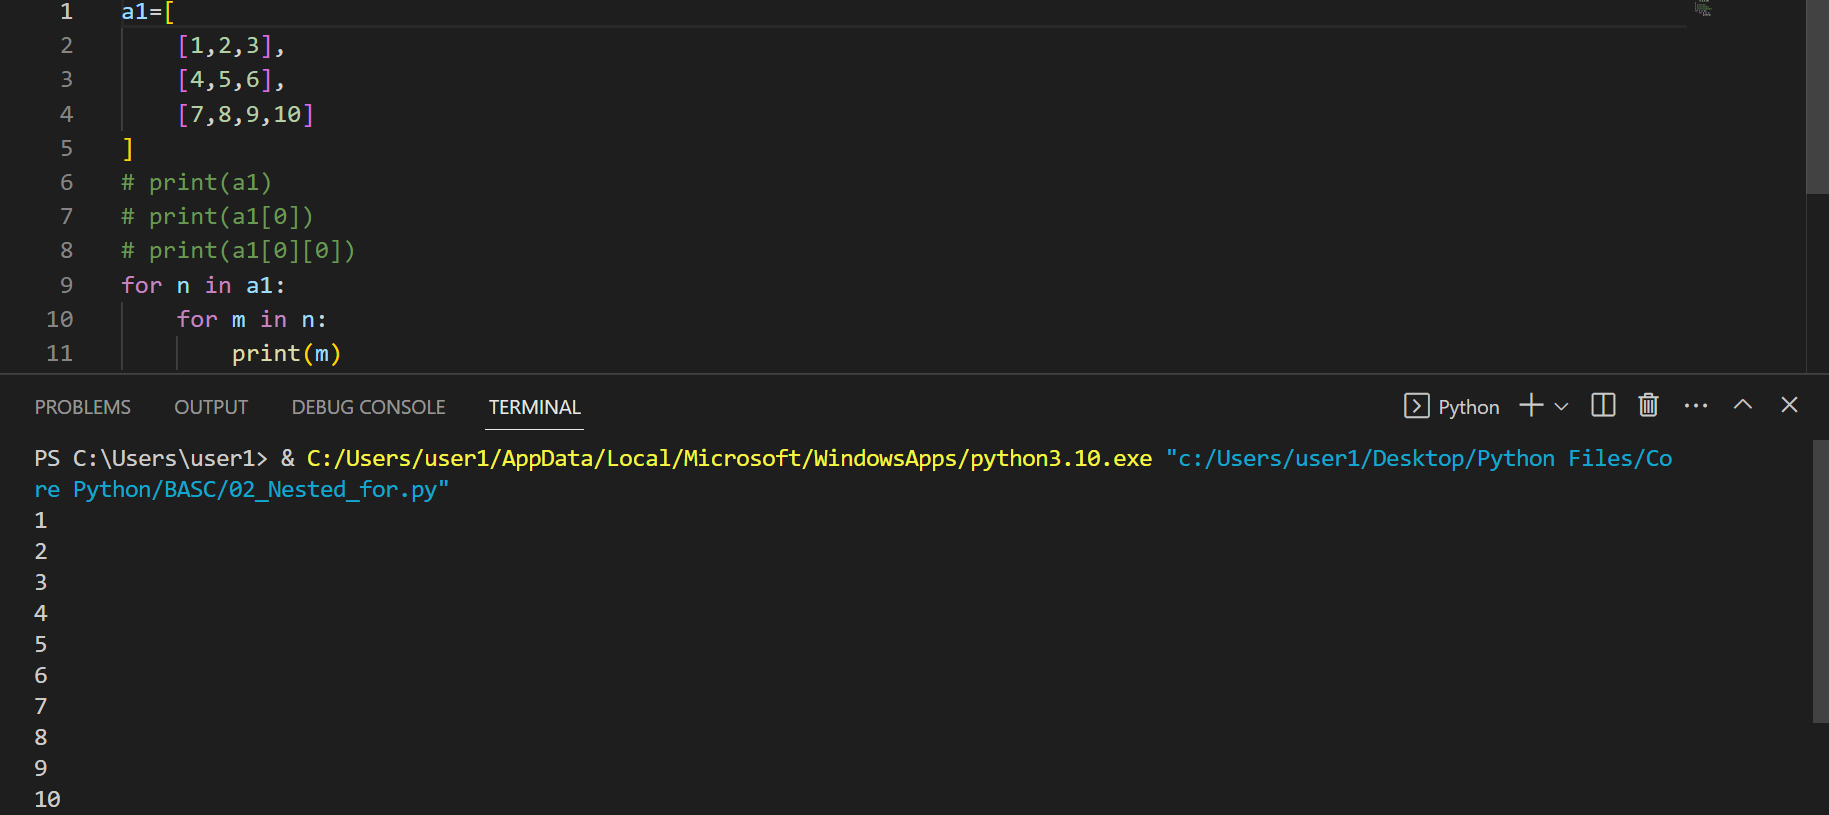 1 a1=[
2     [1,2,3],
3     [4,5,6],
4     [7,8,9,10]
5 ]
6 # print(a1)
7 # print(a1[0])
8 # print(a1[0][0])
9 for n in a1:
10     for m in n:
11         print(m)
PROBLEMS OUTPUT DEBUG CONSOLE TERMINAL Python
PS C:\Users\user1> & C:/Users/user1/AppData/Local/Microsoft/WindowsApps/python3.10.exe "c:/Users/user1/Desktop/Python Files/Co
re Python/BASC/02_Nested_for.py"
1
2
3
4
5
6
7
8
9
10